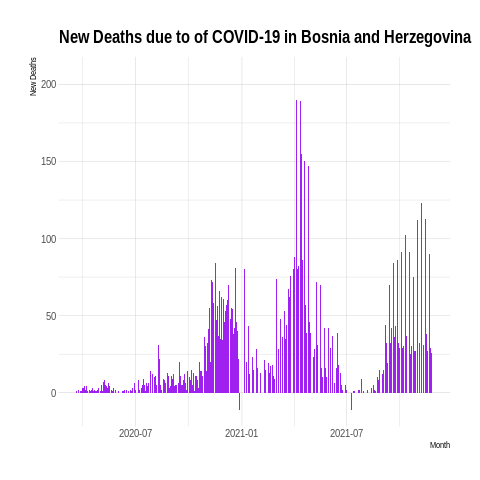 New Deaths due to of COVID-19 in Bosnia and Herzegovina
New Deaths
200
150
100
50
0
2020-07 2021-01 2021-07
Month